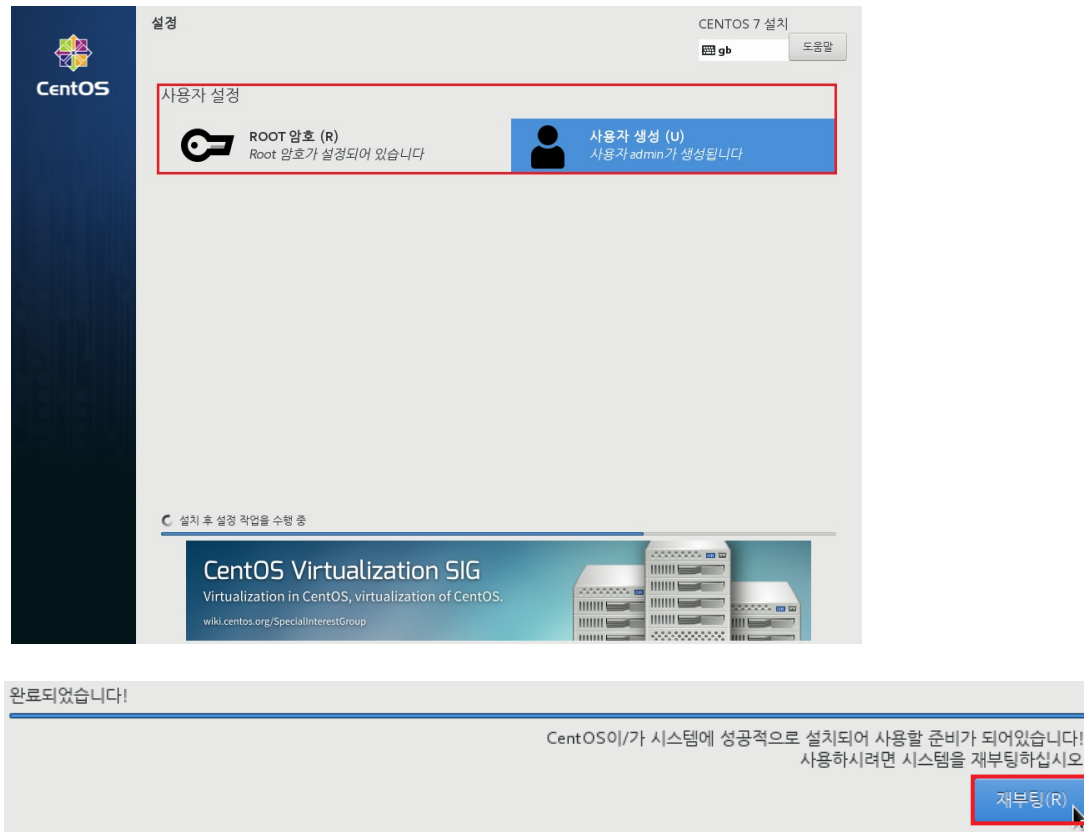 설정
CENTOS 7 설치
gb
도움말
CentOS
사용자 설정
ROOT 암호 (R)
Root 암호가 설정되어 있습니다
사용자 생성 (U)
사용자 admin가 생성됩니다
설치 후 설정 작업을 수행 중
CentOS Virtualization SIG
Virtualization in CentOS, virtualization of CentOS.
wiki.centos.org/SpecialInterestGroup
완료되었습니다!
CentOS이/가 시스템에 성공적으로 설치되어 사용할 준비가 되어있습니다!
사용하시려면 시스템을 재부팅하십시오
재부팅(R)